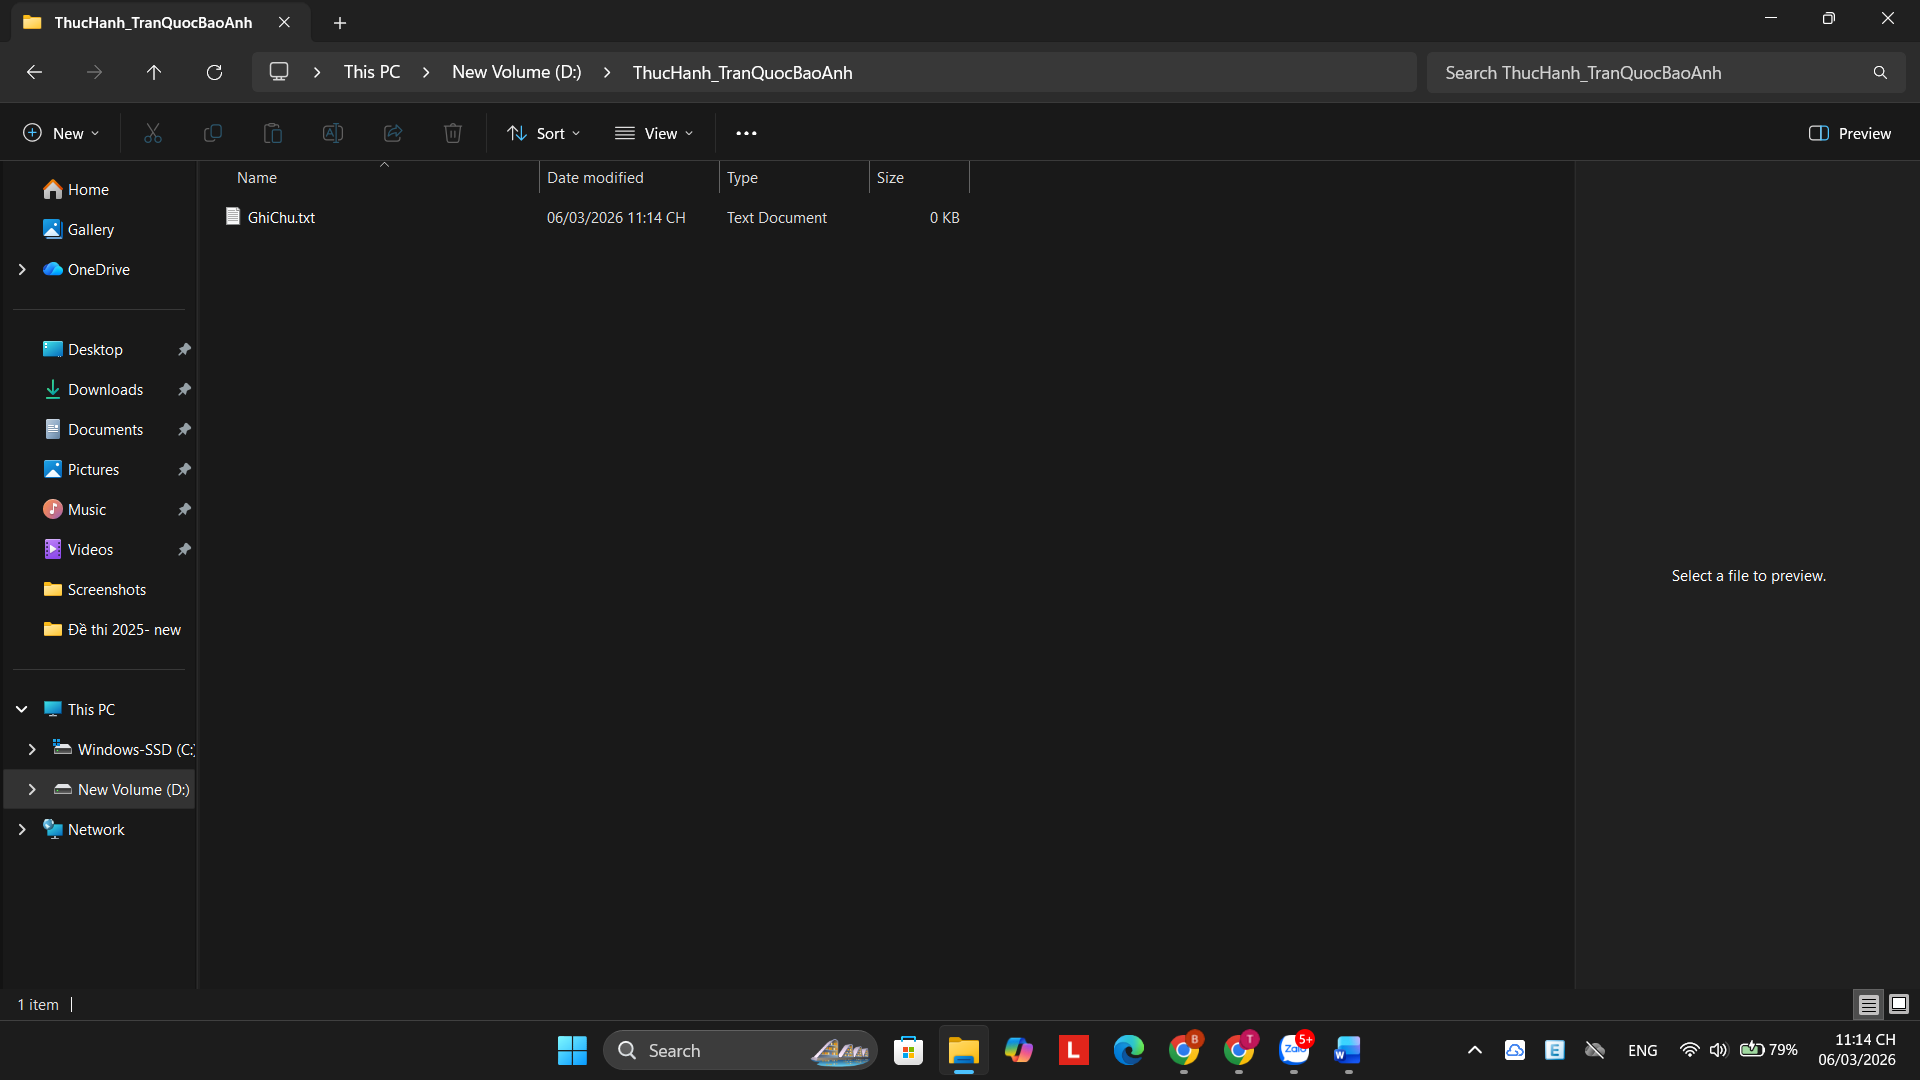 ThucHanh_TranQuocBaoAnh
This PC
New Volume (D:)
ThucHanh_TranQuocBaoAnh
Search ThucHanh_TranQuocBaoAnh
New
Sort
View
Preview
Name
Date modified
Type
Size
GhiChu.txt
06/03/2026 11:14 CH
Text Document
0 KB
Home
Gallery
OneDrive
Desktop
Downloads
Documents
Pictures
Music
Videos
Screenshots
Đề thi 2025- new
This PC
Windows-SSD (C:)
New Volume (D:)
Network
Select a file to preview.
1 item
Search
L
B
T
Zalo
5+
W
E
ENG
79%
11:14 CH
06/03/2026